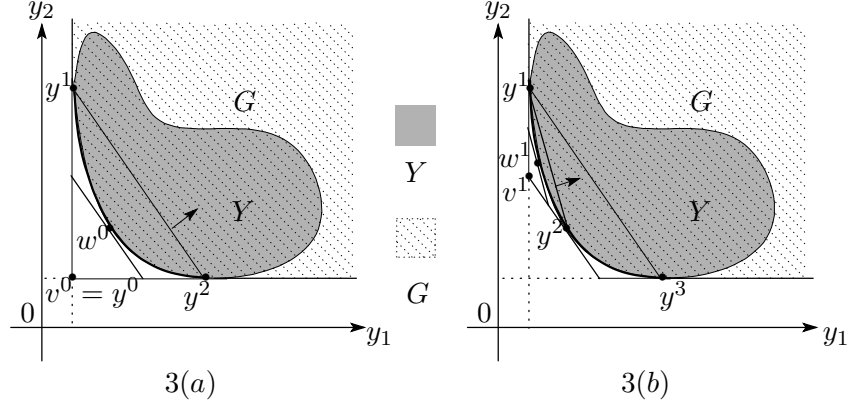 y₂
y¹
G
Y
w⁰
v⁰ = y⁰
y²
0
y₁
3(a)
Y
G
y₂
y¹
G
w¹
v¹
Y
y²
y³
0
y₁
3(b)